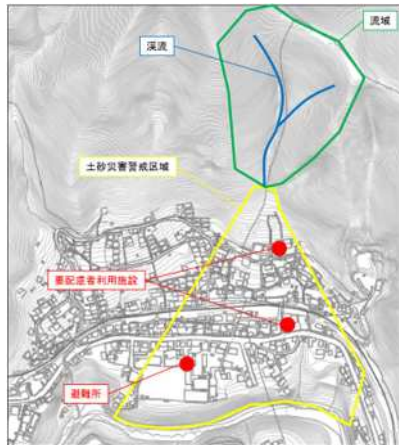 流域
渓流
土砂災害警戒区域
要配慮者利用施設
避難所